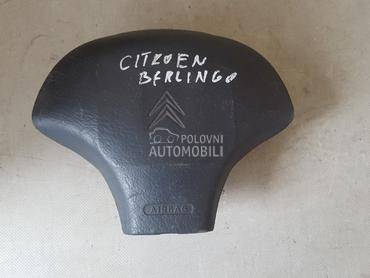 CITROEN
BERLINGO
POLOVNI
AUTOMOBILI
AIRBAG